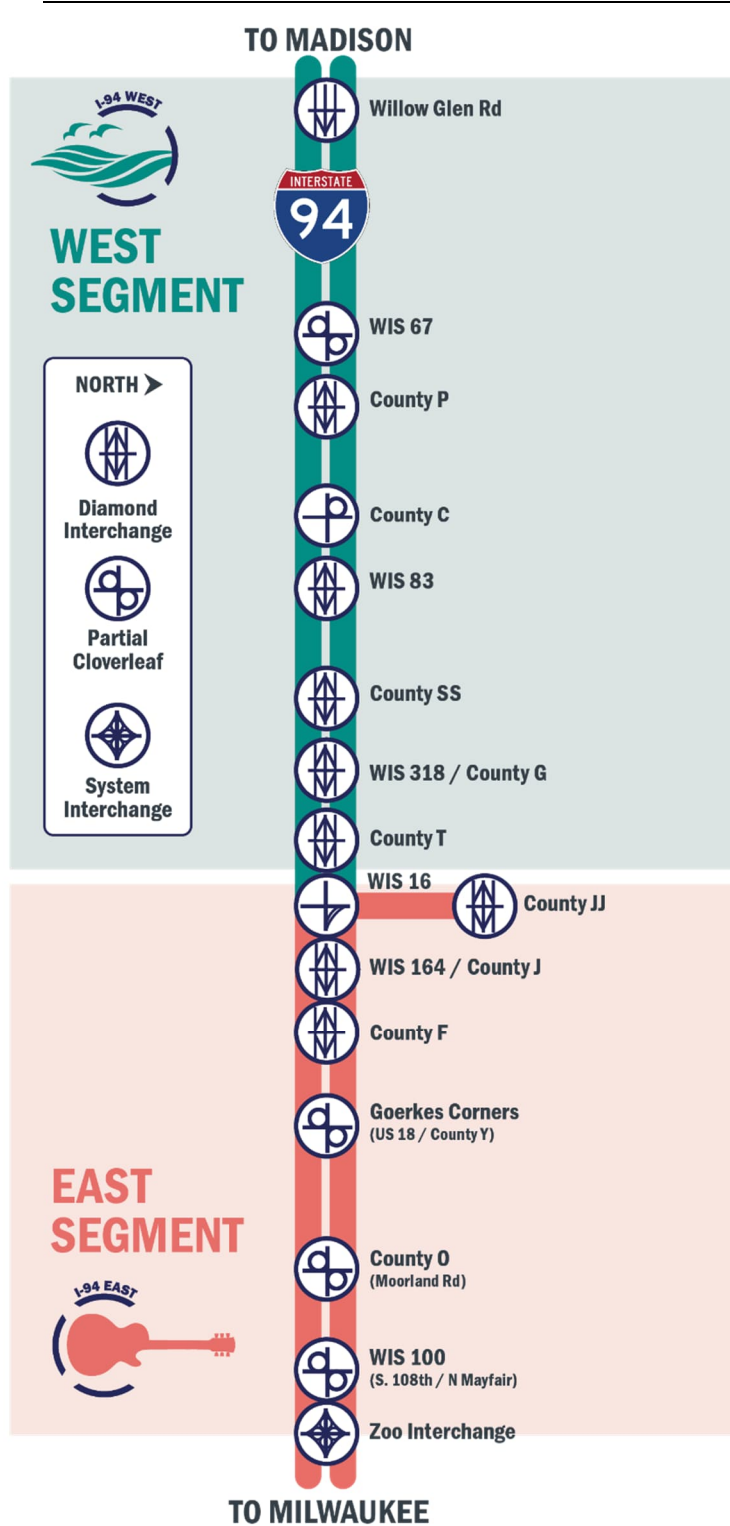 TO MADISON
I-94 WEST
Willow Glen Rd
INTERSTATE
94
WEST
SEGMENT
WIS 67
NORTH
County P
Diamond
Interchange
County C
WIS 83
Partial
Cloverleaf
County SS
WIS 318 / County G
System
Interchange
County T
WIS 16
County JJ
WIS 164 / County J
County F
Goerkes Corners
(US 18 / County Y)
EAST
SEGMENT
County O
(Moorland Rd)
I-94 EAST
WIS 100
(S. 108th / N Mayfair)
Zoo Interchange
TO MILWAUKEE